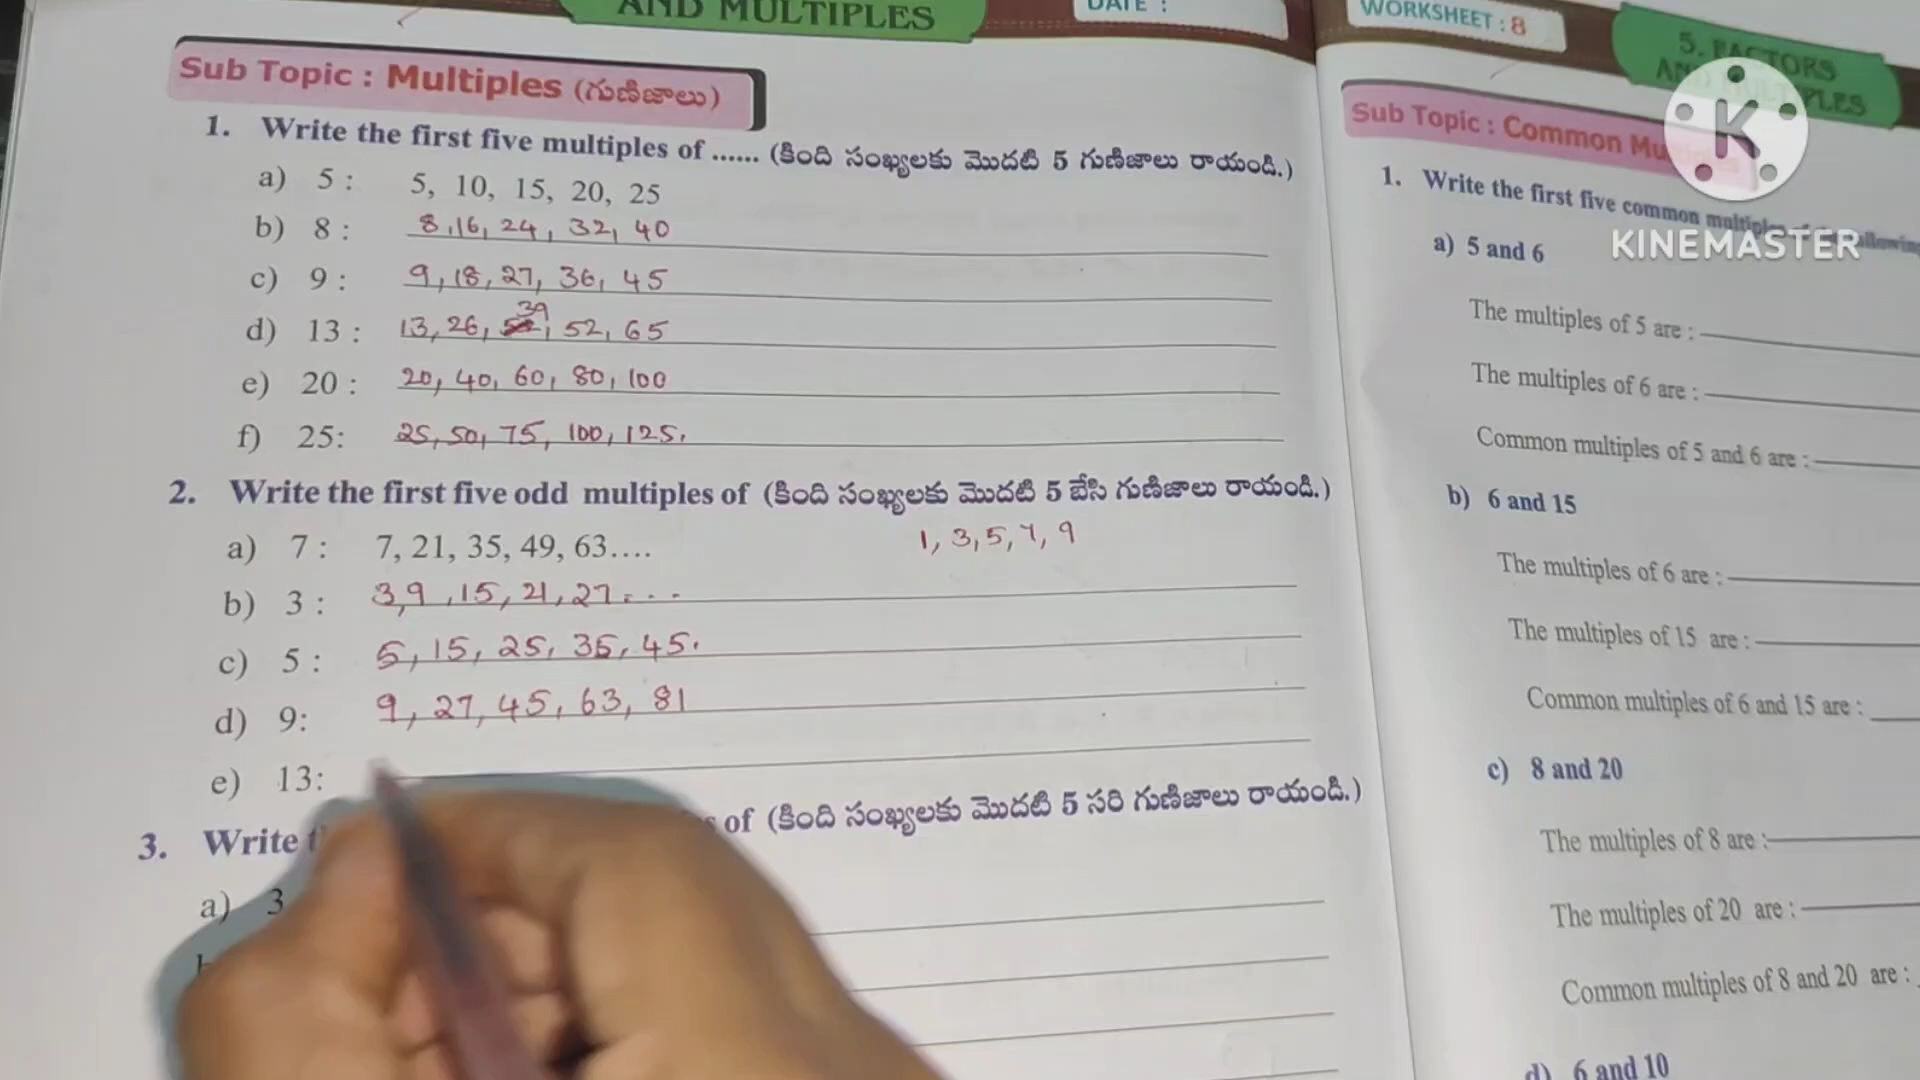 AND MULTIPLES
DATE :
Sub Topic : Multiples (గుణిజాలు)
1. Write the first five multiples of ...... (కింది సంఖ్యలకు మొదటి 5 గుణిజాలు రాయండి.)
a) 5 : 5, 10, 15, 20, 25
b) 8 : 8, 16, 24, 32, 40
c) 9 : 9, 18, 27, 36, 45
d) 13 : 13, 26, 39, 52, 65
e) 20 : 20, 40, 60, 80, 100
f) 25: 25, 50, 75, 100, 125.
2. Write the first five odd multiples of (కింది సంఖ్యలకు మొదటి 5 బేసి గుణిజాలు రాయండి.)
a) 7 : 7, 21, 35, 49, 63....
1, 3, 5, 7, 9
b) 3 : 3, 9, 15, 21, 27. . .
c) 5 : 5, 15, 25, 35, 45.
d) 9: 9, 27, 45, 63, 81
e) 13:
3. Write of (కింది సంఖ్యలకు మొదటి 5 సరి గుణిజాలు రాయండి.)
a) 3
WORKSHEET : 8
5. FACTORS
AND MULTIPLES
K
KINEMASTER
Sub Topic : Common
1. Write the first five common multiples following
a) 5 and 6
The multiples of 5 are :
The multiples of 6 are :
Common multiples of 5 and 6 are :
b) 6 and 15
The multiples of 6 are :
The multiples of 15 are :
Common multiples of 6 and 15 are :
c) 8 and 20
The multiples of 8 are :
The multiples of 20 are :
Common multiples of 8 and 20 are :
d) 6 and 10